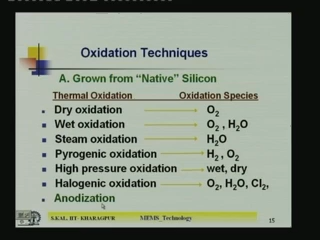 Oxidation Techniques
A. Grown from “Native” Silicon
Thermal Oxidation Oxidation Species
Dry oxidation O2
Wet oxidation O2 , H2O
Steam oxidation H2O
Pyrogenic oxidation H2 , O2
High pressure oxidation wet, dry
Halogenic oxidation O2, H2O, Cl2,
Anodization
S.KAL, IIT- KHARAGPUR MEMS_Technology 15